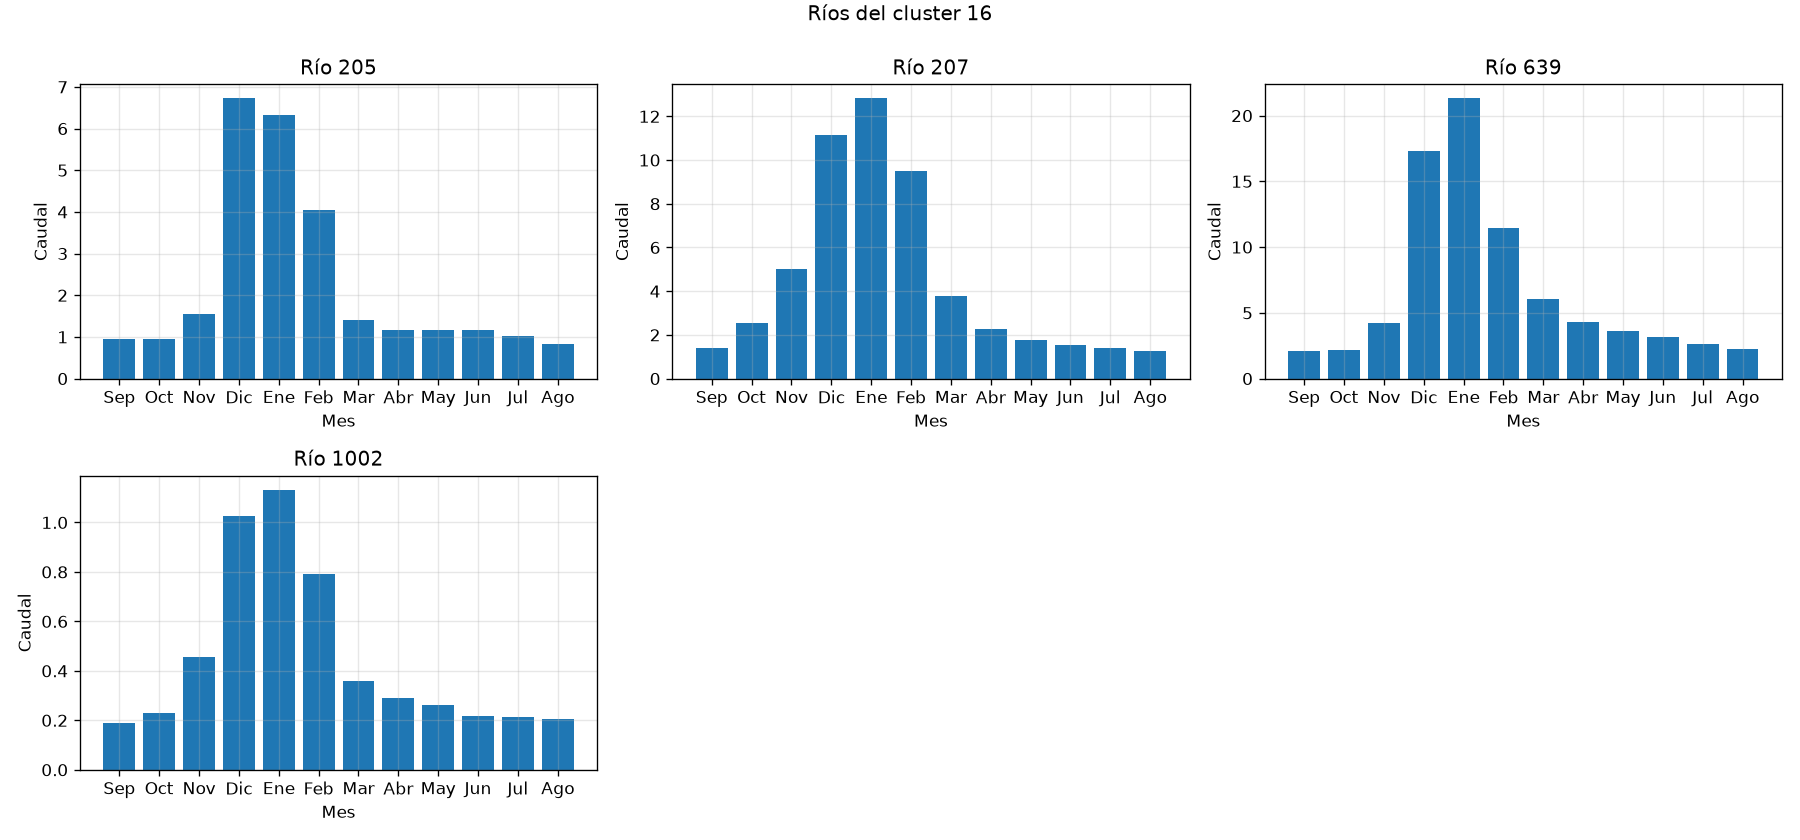 Ríos del cluster 16
Río 205
Caudal
7
6
5
4
3
2
1
0
Sep Oct Nov Dic Ene Feb Mar Abr May Jun Jul Ago
Mes
Río 207
Caudal
12
10
8
6
4
2
0
Sep Oct Nov Dic Ene Feb Mar Abr May Jun Jul Ago
Mes
Río 639
Caudal
20
15
10
5
0
Sep Oct Nov Dic Ene Feb Mar Abr May Jun Jul Ago
Mes
Río 1002
Caudal
1.0
0.8
0.6
0.4
0.2
0.0
Sep Oct Nov Dic Ene Feb Mar Abr May Jun Jul Ago
Mes